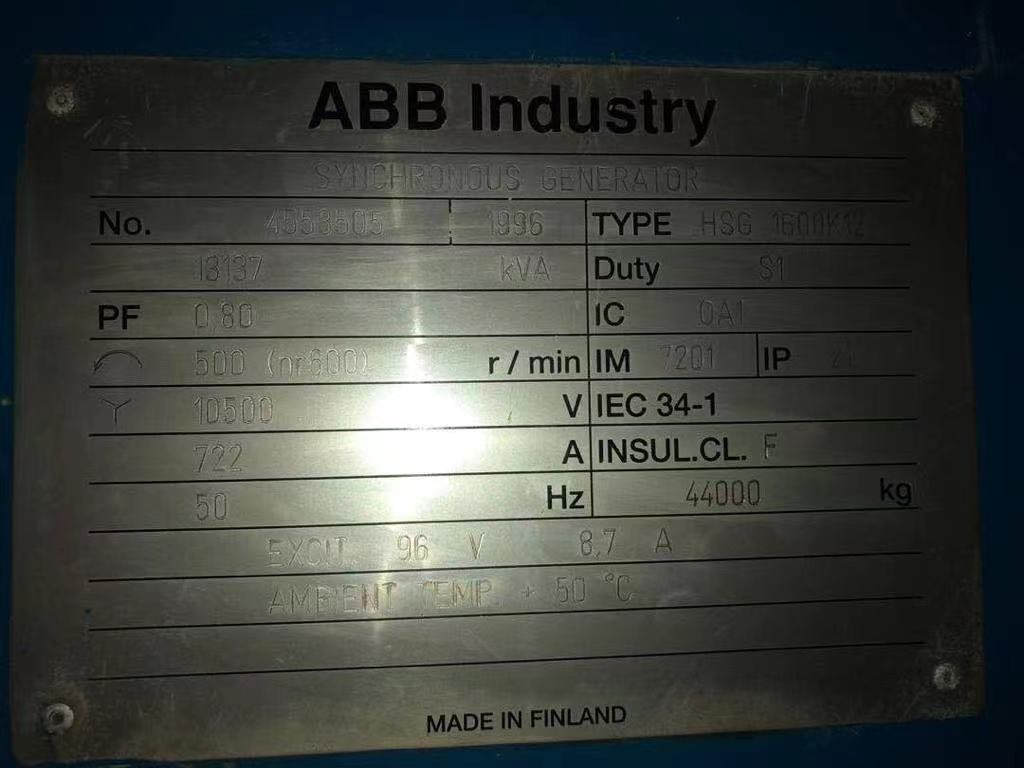 ABB Industry
SYNCHRONOUS GENERATOR
No. 4553505 1996 TYPE HSG 1600K12
13137 kVA Duty S1
PF 0,80 IC 0A1
500 (nr600) r/min IM 7201 IP
10500 V IEC 34-1
722 A INSUL.CL. F
50 Hz 44000 kg
EXCIT. 96 V 8,7 A
AMBIENT TEMP. + 50 °C
MADE IN FINLAND